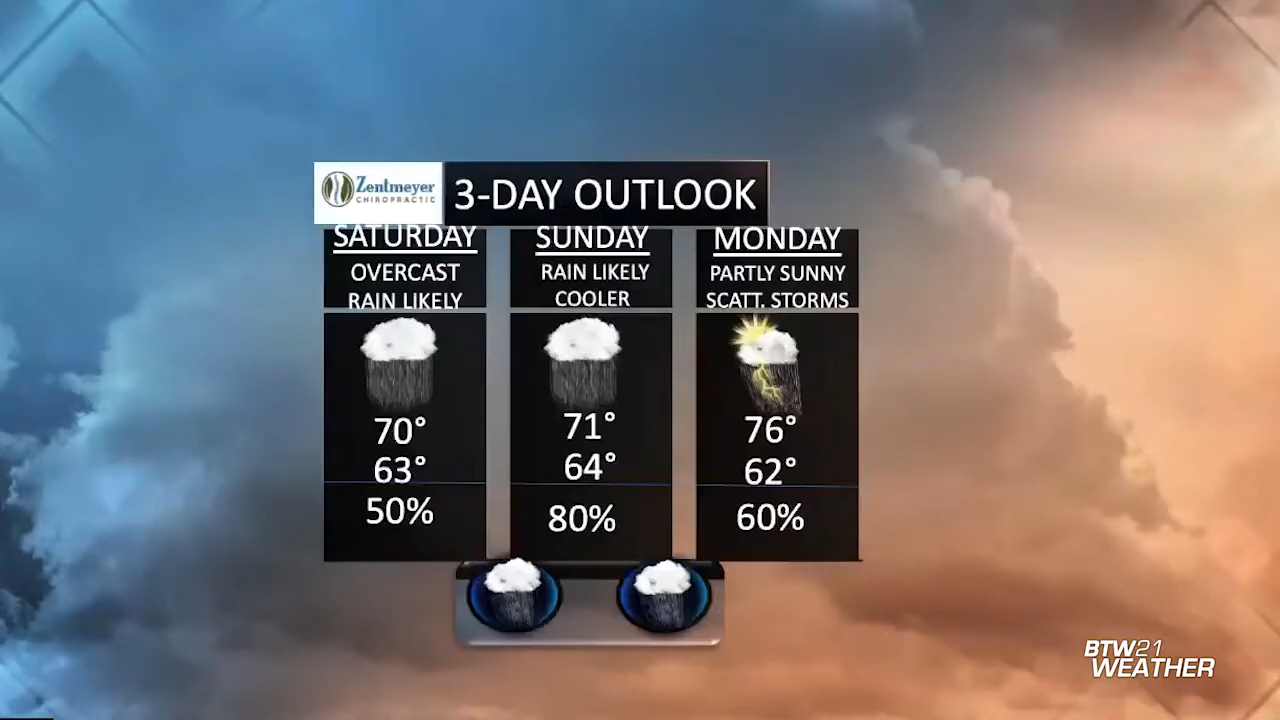 Zentmeyer
CHIROPRACTIC
3-DAY OUTLOOK
SATURDAY
OVERCAST
RAIN LIKELY
70°
63°
50%
SUNDAY
RAIN LIKELY
COOLER
71°
64°
80%
MONDAY
PARTLY SUNNY
SCATT. STORMS
76°
62°
60%
BTW21
WEATHER